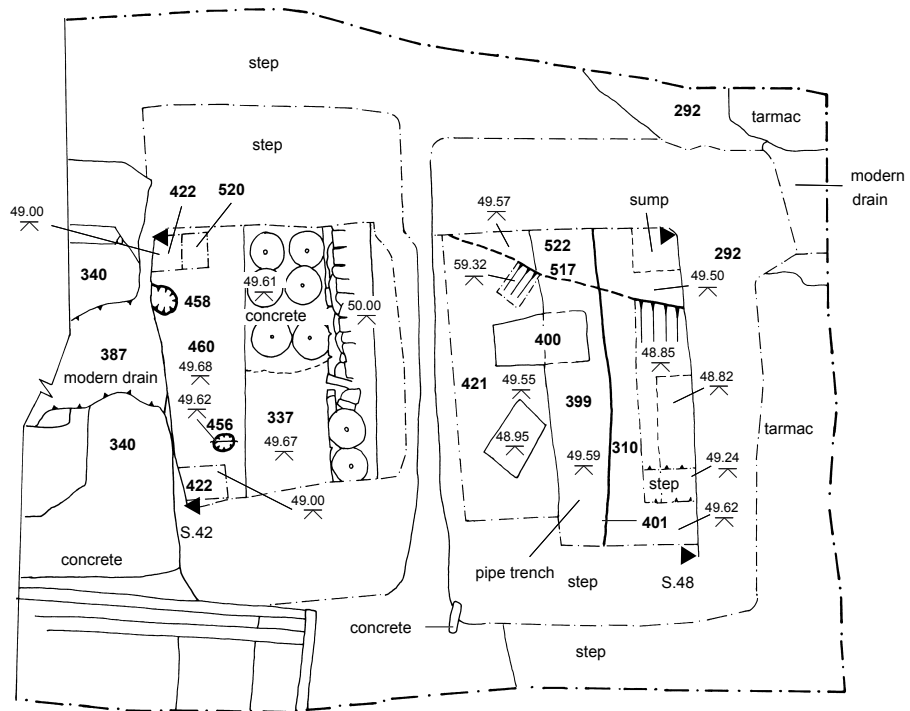 step
292
tarmac
step
modern
drain
422
520
49.00
49.57
sump
522
292
340
517
59.32
49.50
49.61
458
50.00
concrete
400
460
387
48.85
modern drain
49.68
48.82
421
49.55
399
49.62
456
337
tarmac
340
48.95
310
49.67
49.59
49.24
422
step
49.00
49.62
401
S.42
concrete
pipe trench
step
S.48
concrete
step